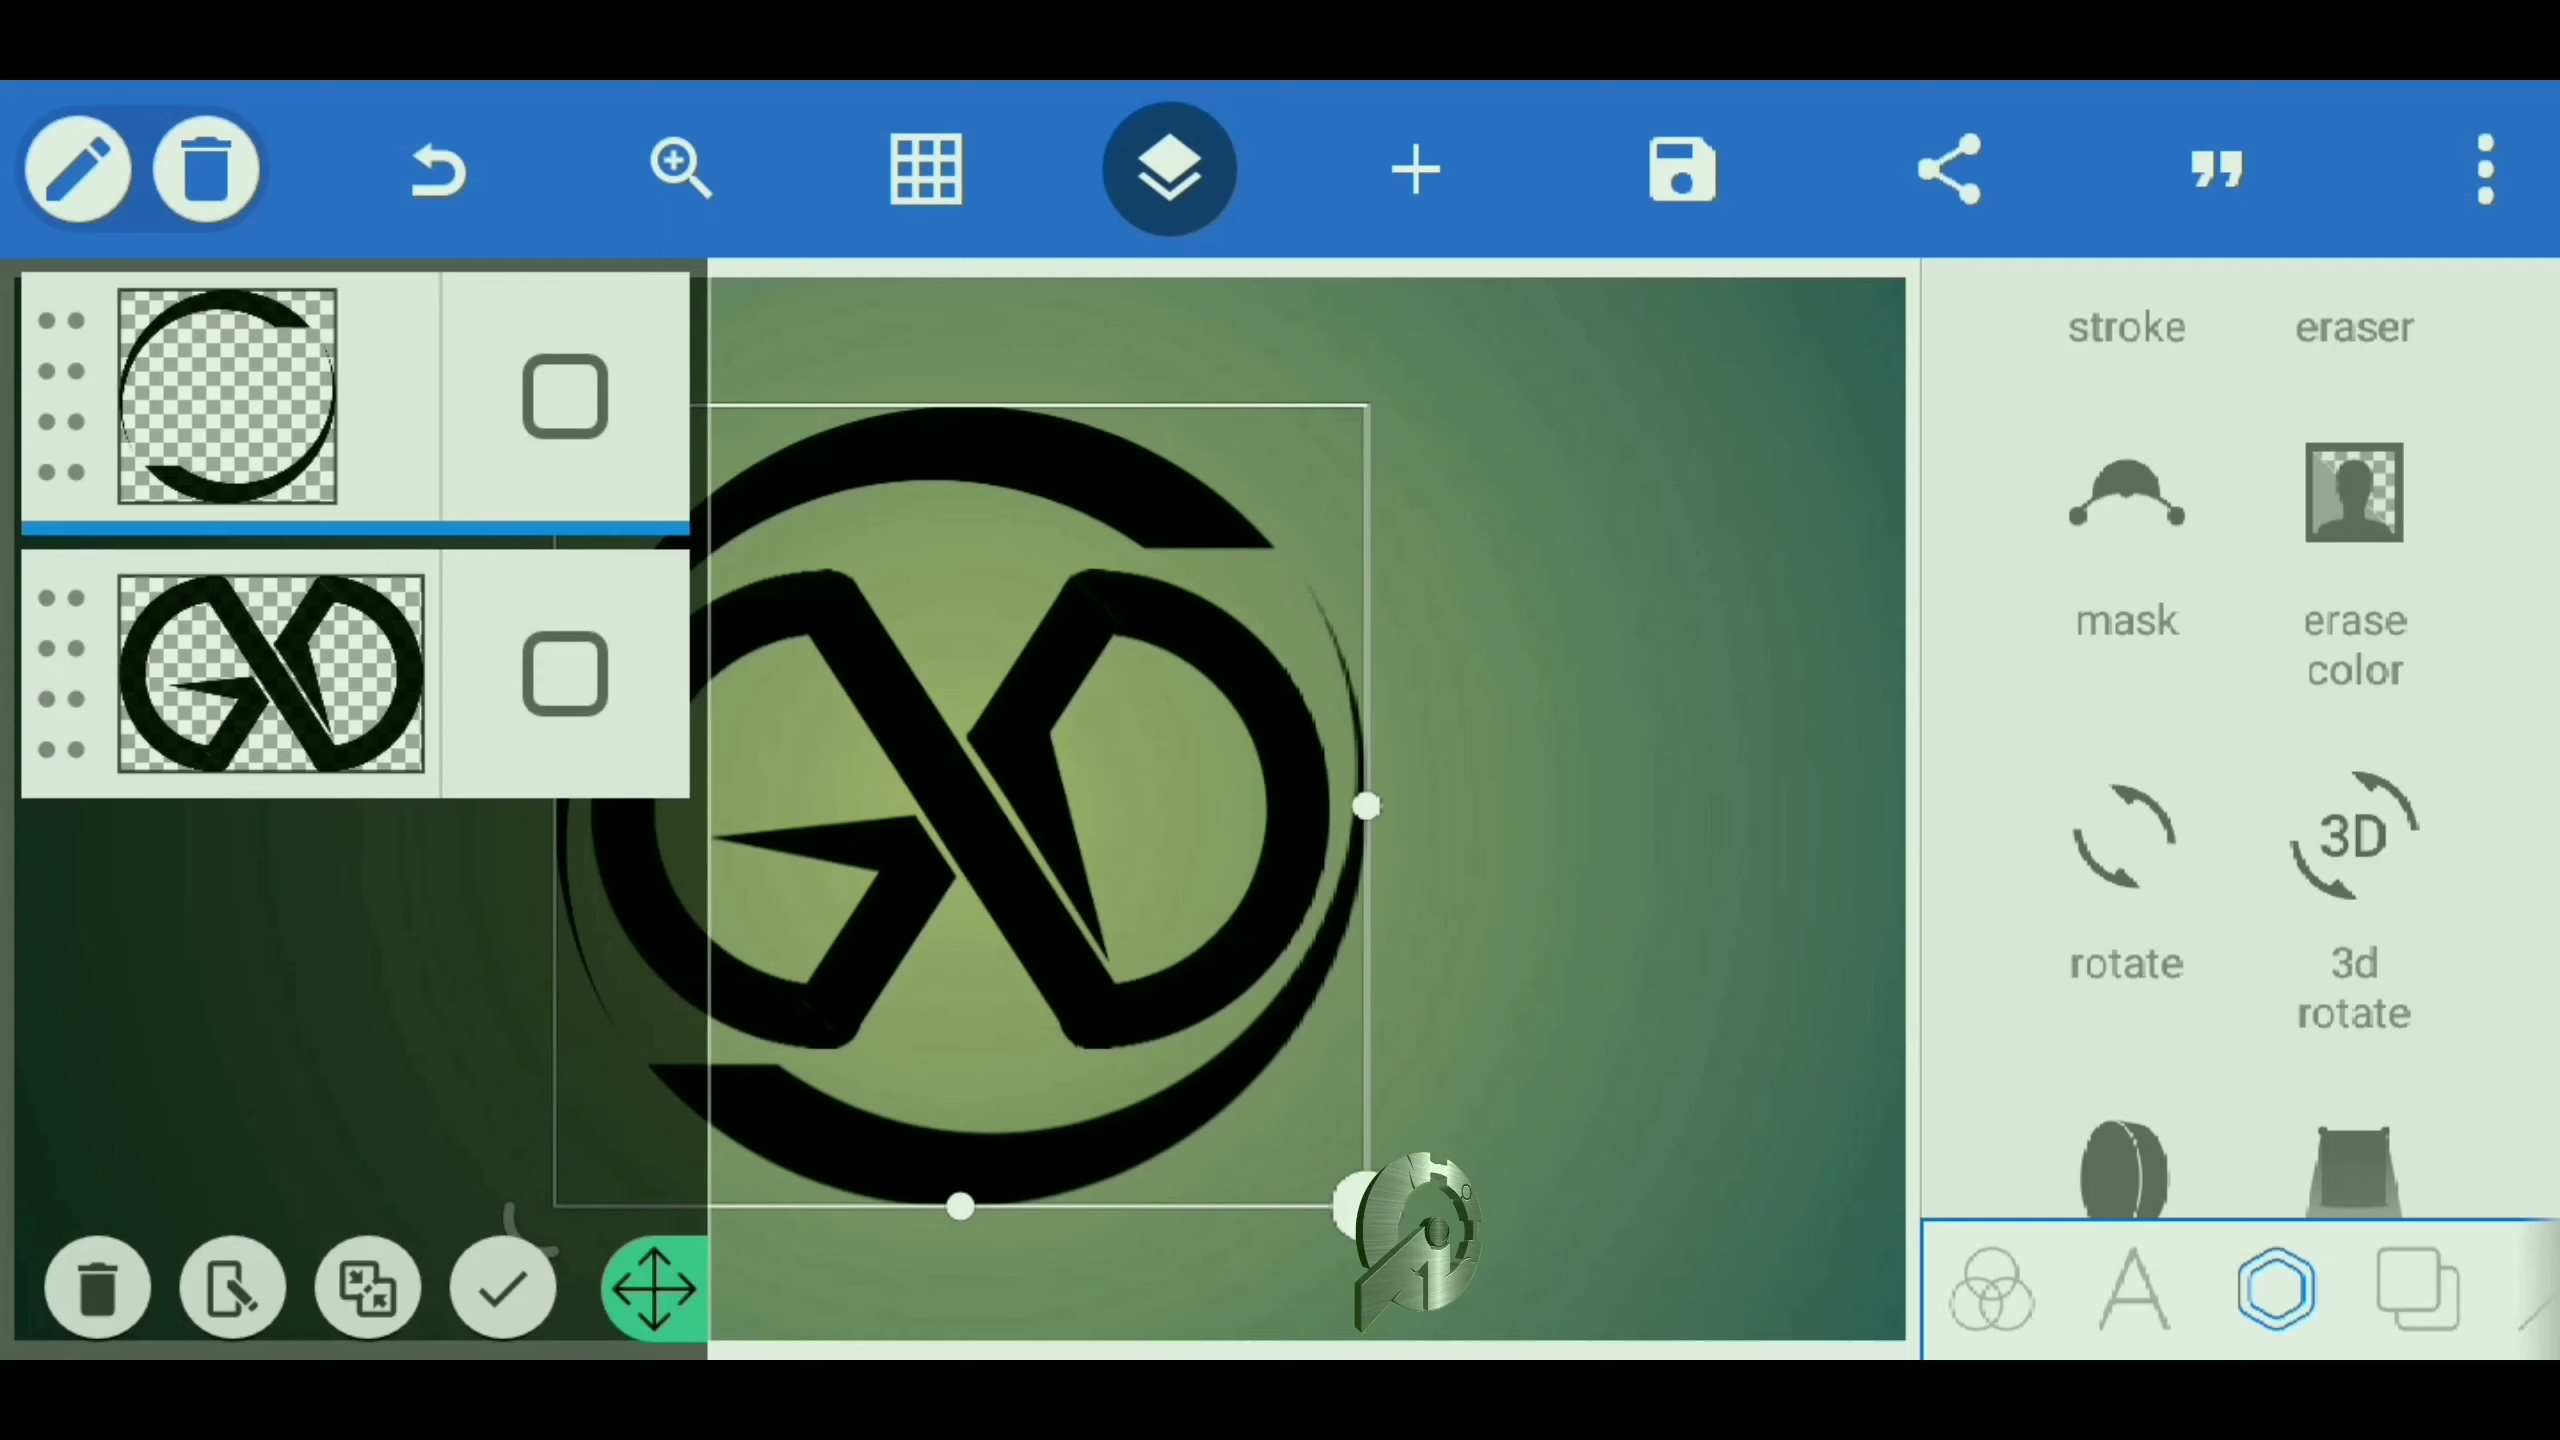 stroke eraser
mask erase
color
3D
rotate 3d
rotate